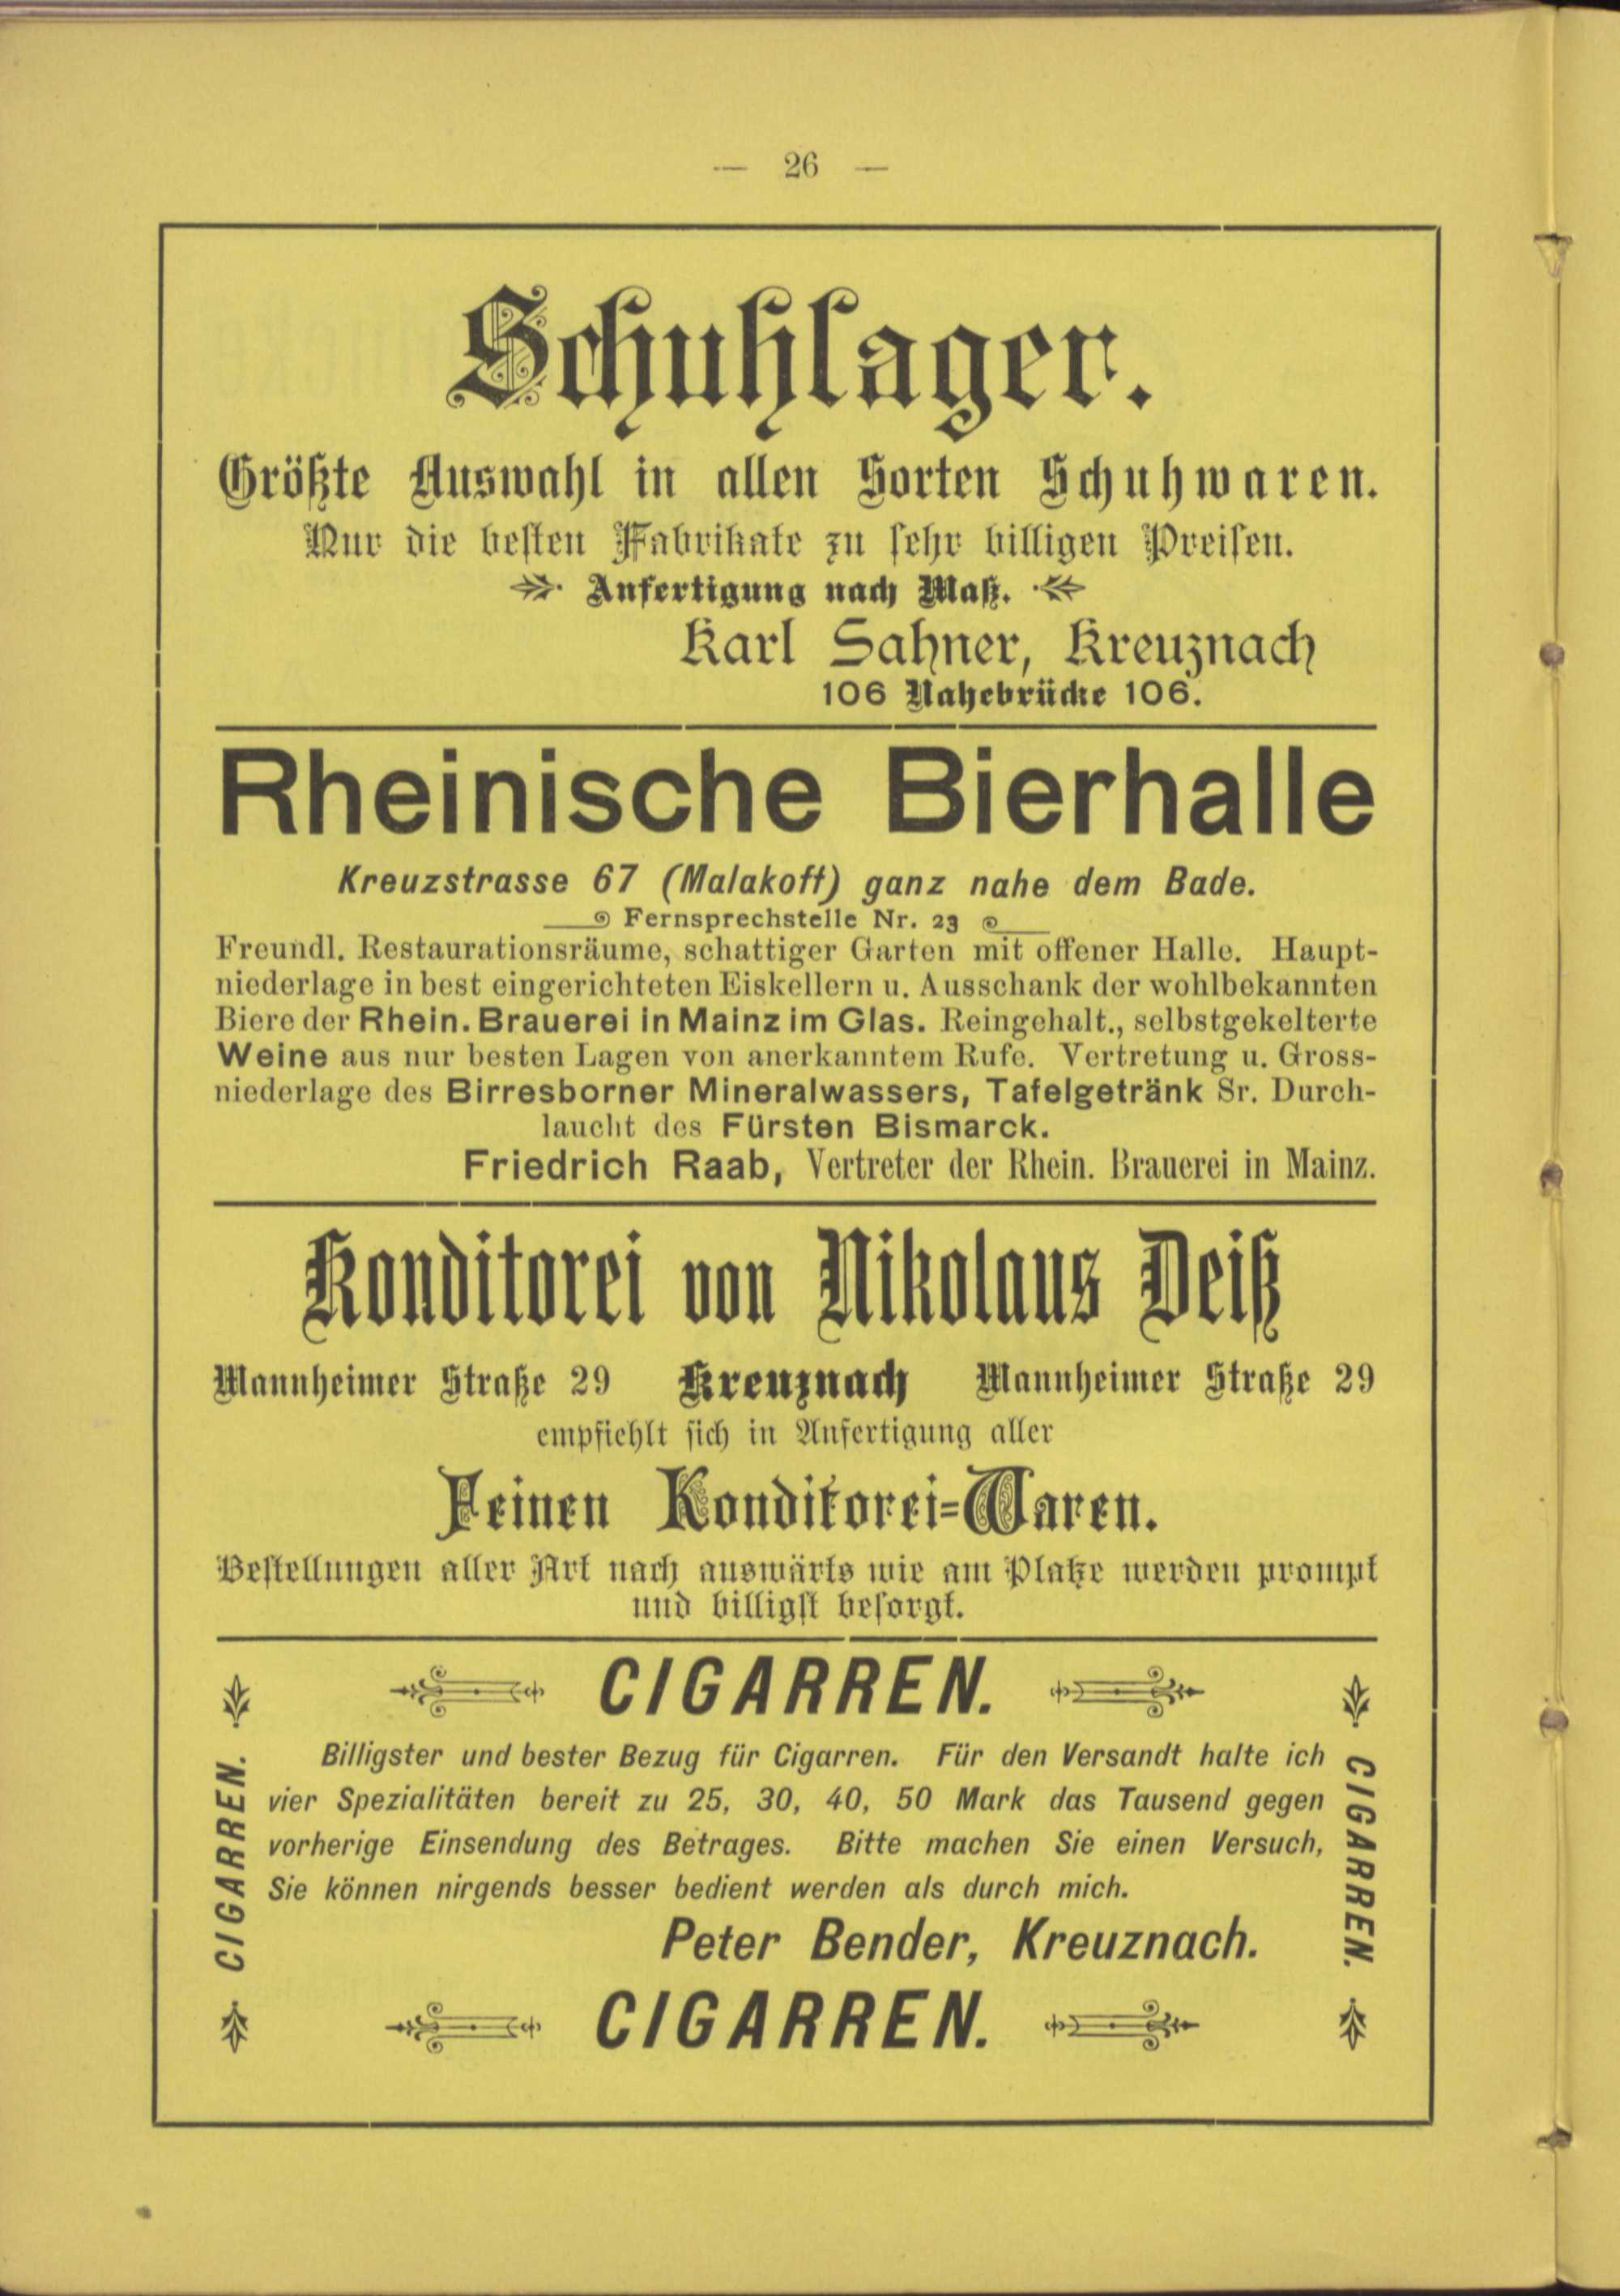 — 26 —
Schuhlager.
Größte Auswahl in allen Sorten Schuhwaren.
Nur die besten Fabrikate zu sehr billigen Preisen.
Anfertigung nach Maß.
Karl Sahner, Kreuznach
106 Nahebrücke 106.
Rheinische Bierhalle
Kreuzstrasse 67 (Malakoff) ganz nahe dem Bade.
Fernsprechstelle Nr. 23
Freundl. Restaurationsräume, schattiger Garten mit offener Halle. Haupt-
niederlage in best eingerichteten Eiskellern u. Ausschank der wohlbekannten
Biere der Rhein. Brauerei in Mainz im Glas. Reingehalt., selbstgekelterte
Weine aus nur besten Lagen von anerkanntem Rufe. Vertretung u. Gross-
niederlage des Birresborner Mineralwassers, Tafelgetränk Sr. Durch-
laucht des Fürsten Bismarck.
Friedrich Raab, Vertreter der Rhein. Brauerei in Mainz.
Konditorei von Nikolaus Deiß
Mannheimer Straße 29 Kreuznach Mannheimer Straße 29
empfiehlt sich in Anfertigung aller
Feinen Konditorei-Waren.
Bestellungen aller Art nach auswärts wie am Platze werden prompt
und billigst besorgt.
CIGARREN.
CIGARREN.
Billigster und bester Bezug für Cigarren. Für den Versandt halte ich
vier Spezialitäten bereit zu 25, 30, 40, 50 Mark das Tausend gegen
vorherige Einsendung des Betrages. Bitte machen Sie einen Versuch,
Sie können nirgends besser bedient werden als durch mich.
Peter Bender, Kreuznach.
CIGARREN.
CIGARREN.